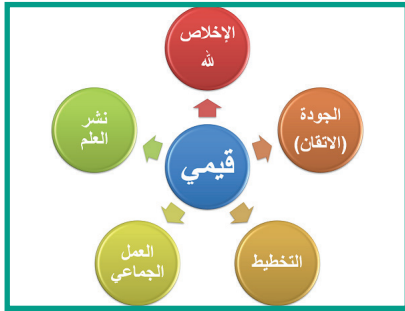 الإخلاص
لله
الجودة
(الاتقان)
التخطيط
العمل
الجماعي
نشر
العلم
قيمي